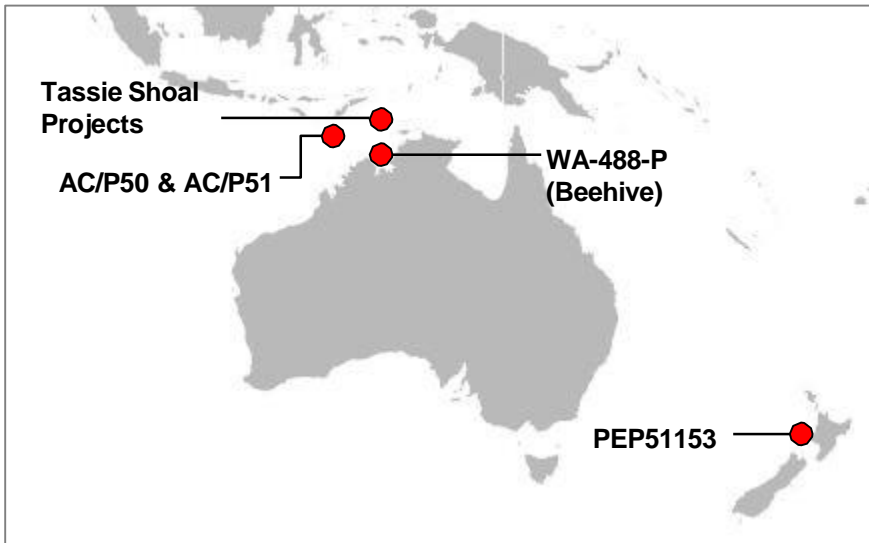 Tassie Shoal
Projects
AC/P50 & AC/P51
WA-488-P
(Beehive)
PEP51153